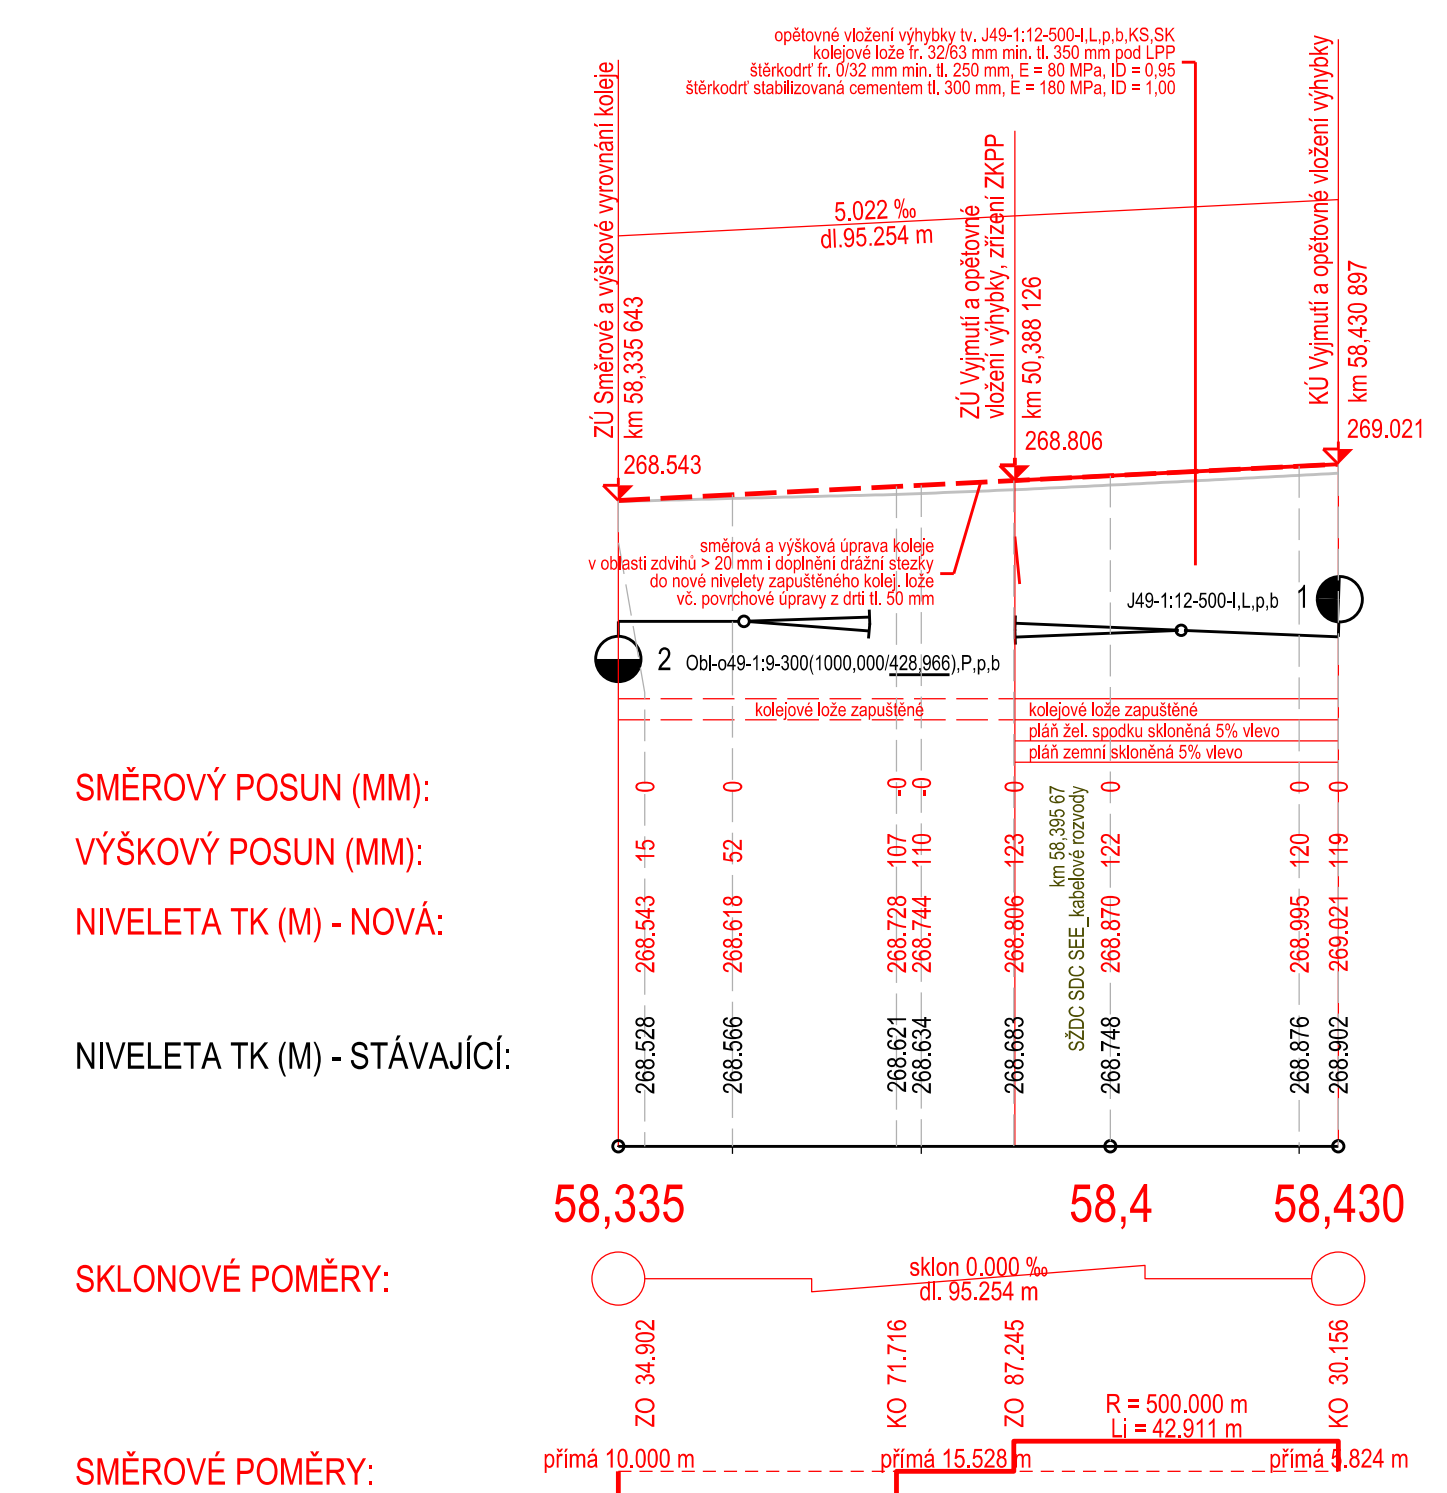 opětovné vložení výhybky tv. J49-1:12-500-I,L,p,b,KS,SK
kolejové lože fr. 32/63 mm min. tl. 350 mm pod LPP
štěrkodrť fr. 0/32 mm min. tl. 250 mm, E = 80 MPa, ID = 0,95
štěrkodrť stabilizovaná cementem tl. 300 mm, E = 180 MPa, ID = 1,00
ZÚ Směrové a výškové vyrovnání koleje
km 58,335 643
5.022 ‰
dl.95.254 m
ZÚ Vyjmutí a opětovné
vložení výhybky, zřízení ZKPP
km 50,388 126
KÚ Vyjmutí a opětovné vložení výhybky
km 58,430 897
268.543
268.806
269.021
směrová a výšková úprava koleje
v oblasti zdvihů > 20 mm i doplnění drážní stezky
do nové nivelety zapuštěného kolej. lože
vč. povrchové úpravy z drti tl. 50 mm
J49-1:12-500-I,L,p,b 1
2 Obl-o49-1:9-300(1000,000/428,966),P,p,b
kolejové lože zapuštěné
kolejové lože zapuštěné
pláň žel. spodku skloněná 5% vlevo
pláň zemní skloněná 5% vlevo
SMĚROVÝ POSUN (MM): 0 0 -0 -0 0 0 0 0
VÝŠKOVÝ POSUN (MM): 15 52 107 110 123 122 120 119
NIVELETA TK (M) - NOVÁ: 268.543 268.618 268.728 268.744 268.806 268.870 268.995 269.021
km 58,395 67
SŽDC SDC SEE_kabelové rozvody
NIVELETA TK (M) - STÁVAJÍCÍ: 268.528 268.566 268.621 268.634 268.683 268.748 268.876 268.902
58,335 58,4 58,430
SKLONOVÉ POMĚRY:
sklon 0.000 ‰
dl. 95.254 m
ZO 34.902
KO 71.716
ZO 87.245
KO 30.156
R = 500.000 m
Li = 42.911 m
SMĚROVÉ POMĚRY: přímá 10.000 m přímá 15.528 m přímá 5.824 m